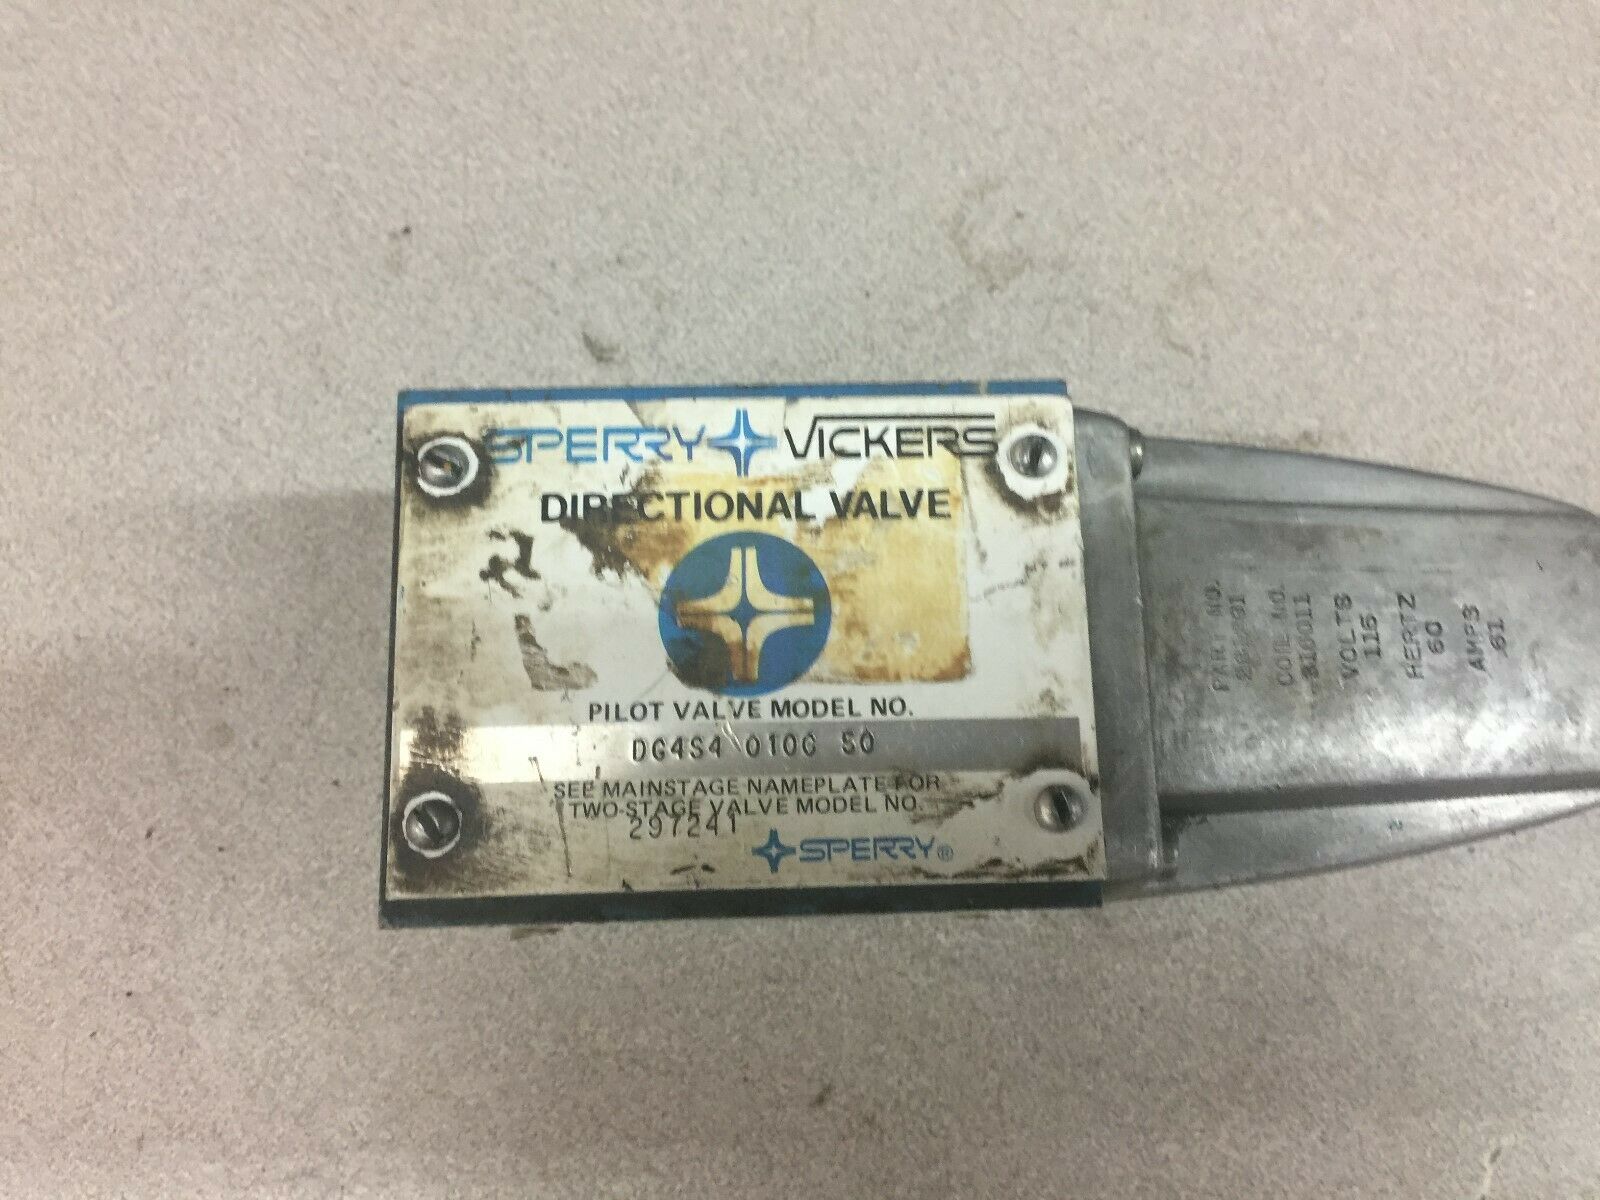 SPERRY VICKERS
DIRECTIONAL VALVE
PILOT VALVE MODEL NO.
DG4S4 010C 50
SEE MAINSTAGE NAMEPLATE FOR
TWO-STAGE VALVE MODEL NO.
297241
SPERRY®
PART NO.
COIL NO.
VOLTS
115
HERTZ
60
AMPS
.61